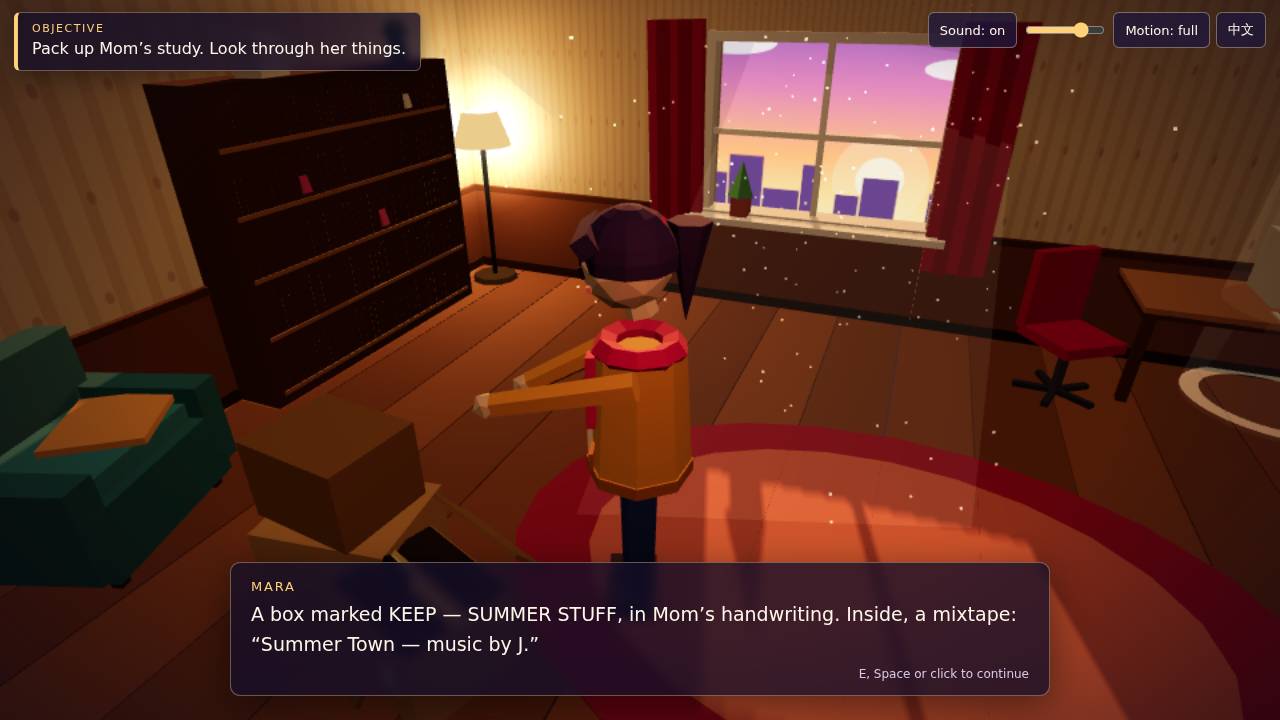 OBJECTIVE
Pack up Mom’s study. Look through her things.
Sound: on
Motion: full
中文
MARA
A box marked KEEP — SUMMER STUFF, in Mom’s handwriting. Inside, a mixtape:
“Summer Town — music by J.”
E, Space or click to continue